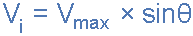 Vi = Vmax × sinθ